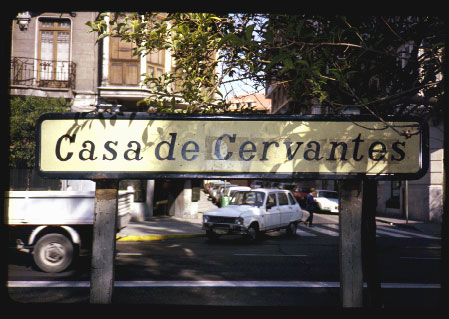 Casa de Cervantes